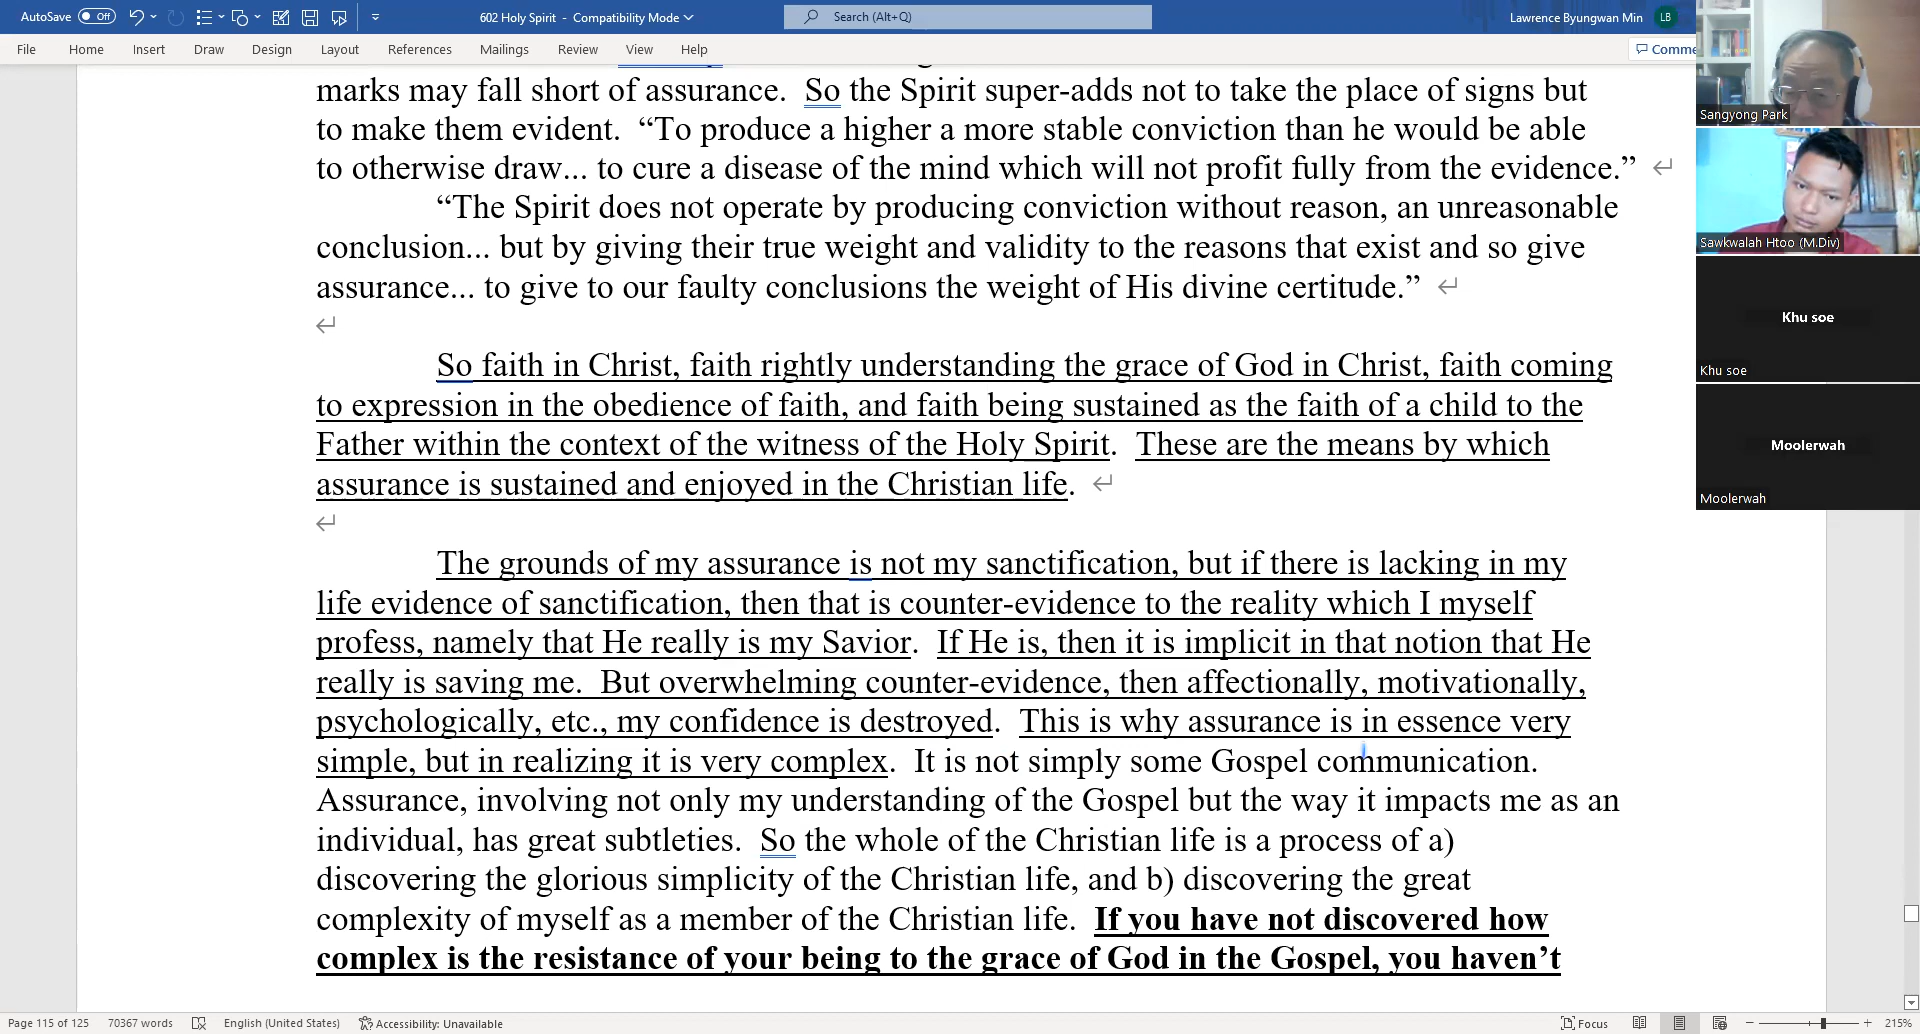 AutoSave Off 602 Holy Spirit - Compatibility Mode Search (Alt+Q) Lawrence Byungwan Min LB
File Home Insert Draw Design Layout References Mailings Review View Help
marks may fall short of assurance. So the Spirit super-adds not to take the place of signs but
to make them evident. “To produce a higher a more stable conviction than he would be able
to otherwise draw... to cure a disease of the mind which will not profit fully from the evidence.”
“The Spirit does not operate by producing conviction without reason, an unreasonable
conclusion... but by giving their true weight and validity to the reasons that exist and so give
assurance... to give to our faulty conclusions the weight of His divine certitude.”
So faith in Christ, faith rightly understanding the grace of God in Christ, faith coming
to expression in the obedience of faith, and faith being sustained as the faith of a child to the
Father within the context of the witness of the Holy Spirit. These are the means by which
assurance is sustained and enjoyed in the Christian life.
The grounds of my assurance is not my sanctification, but if there is lacking in my
life evidence of sanctification, then that is counter-evidence to the reality which I myself
profess, namely that He really is my Savior. If He is, then it is implicit in that notion that He
really is saving me. But overwhelming counter-evidence, then affectionally, motivationally,
psychologically, etc., my confidence is destroyed. This is why assurance is in essence very
simple, but in realizing it is very complex. It is not simply some Gospel communication.
Assurance, involving not only my understanding of the Gospel but the way it impacts me as an
individual, has great subtleties. So the whole of the Christian life is a process of a)
discovering the glorious simplicity of the Christian life, and b) discovering the great
complexity of myself as a member of the Christian life. If you have not discovered how
complex is the resistance of your being to the grace of God in the Gospel, you haven’t
Page 115 of 125 70367 words English (United States) Accessibility: Unavailable Focus 215%
Sangyong Park
Sawkwalah Htoo (M.Div)
Khu soe
Khu soe
Moolerwah
Moolerwah